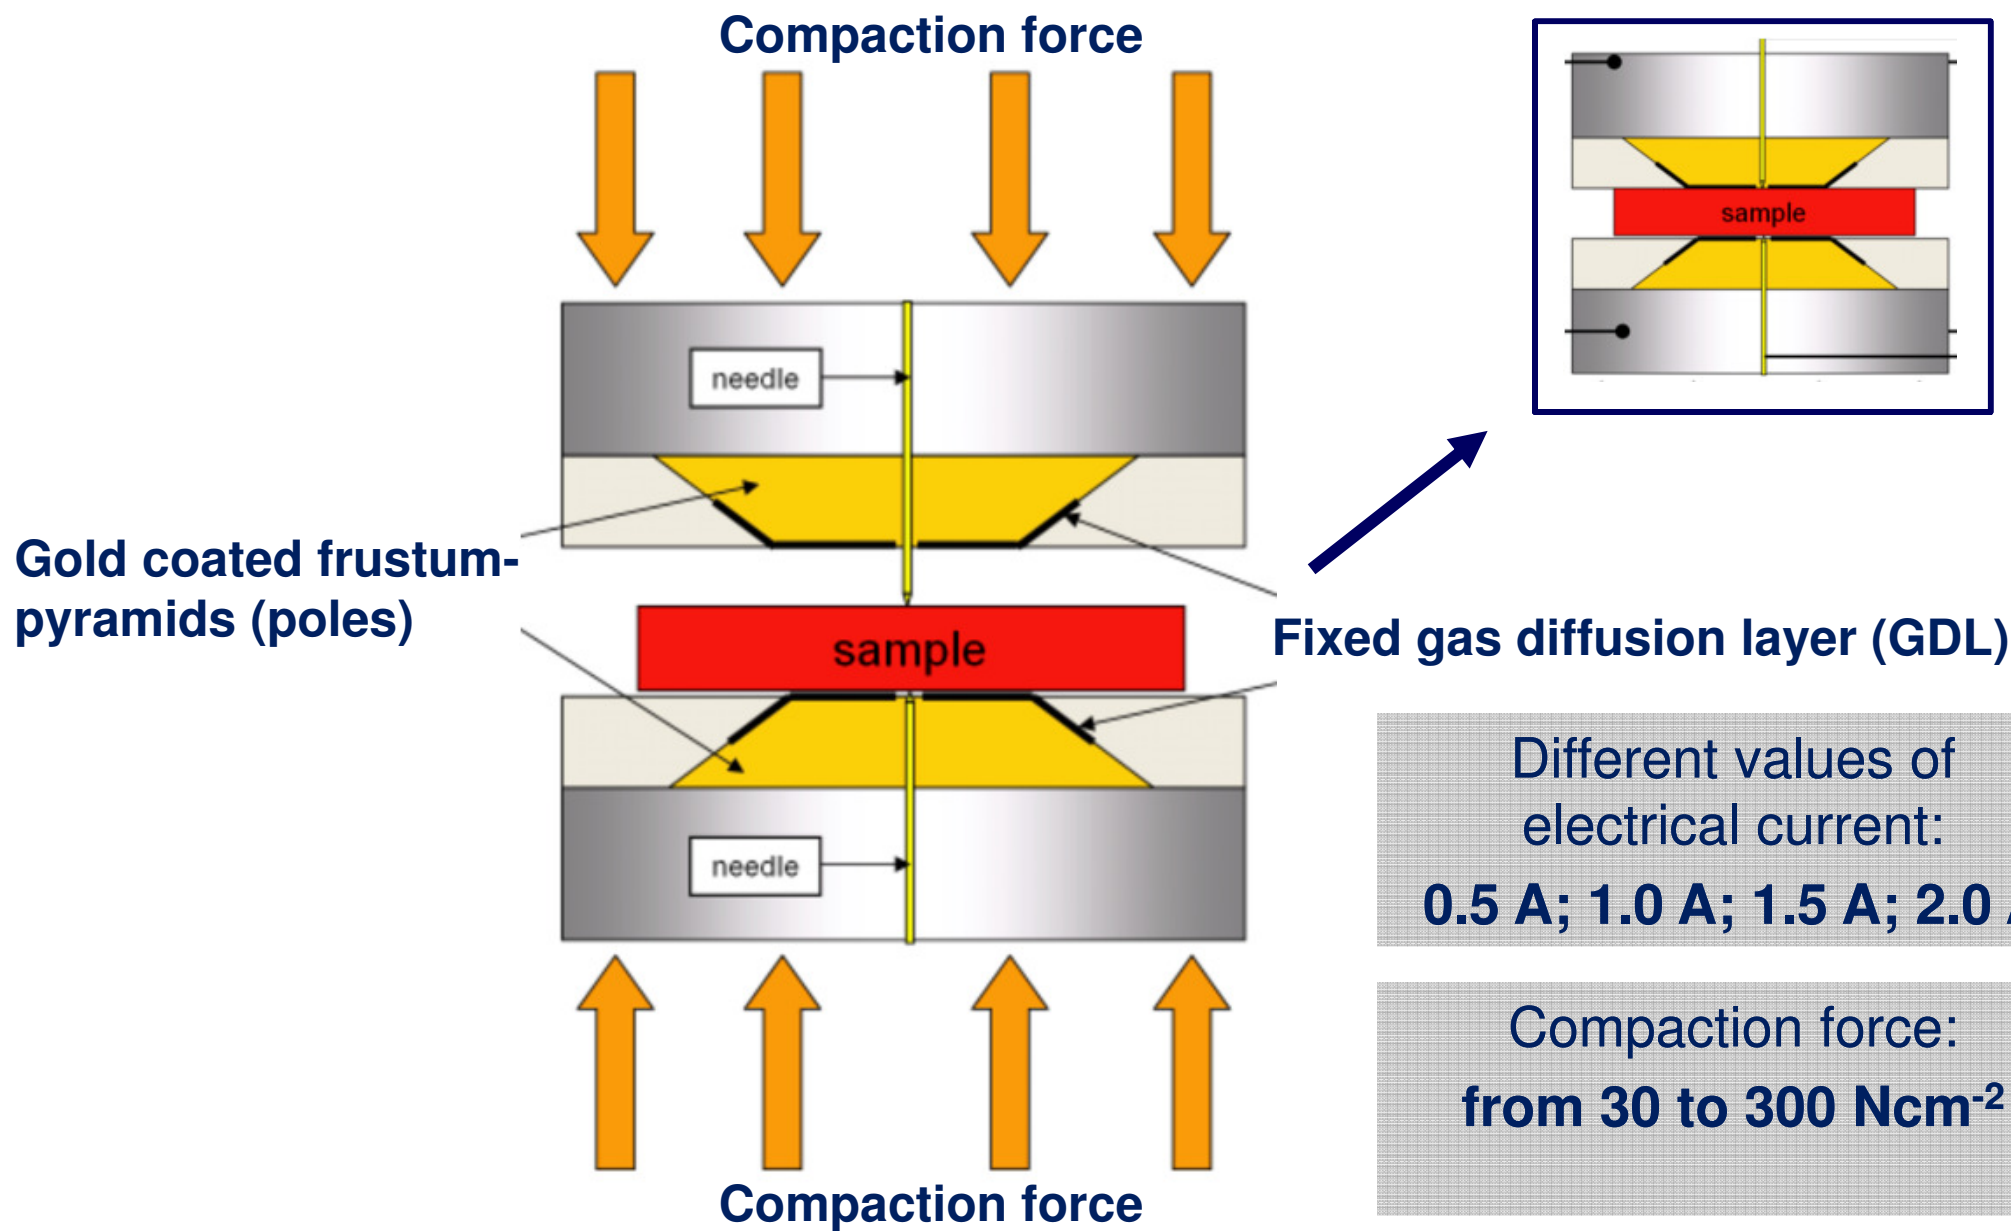 Compaction force
sample
needle
Gold coated frustum-
pyramids (poles)
sample
Fixed gas diffusion layer (GDL)
needle
Different values of
electrical current:
0.5 A; 1.0 A; 1.5 A; 2.0 A
Compaction force:
from 30 to 300 Ncm⁻²
Compaction force